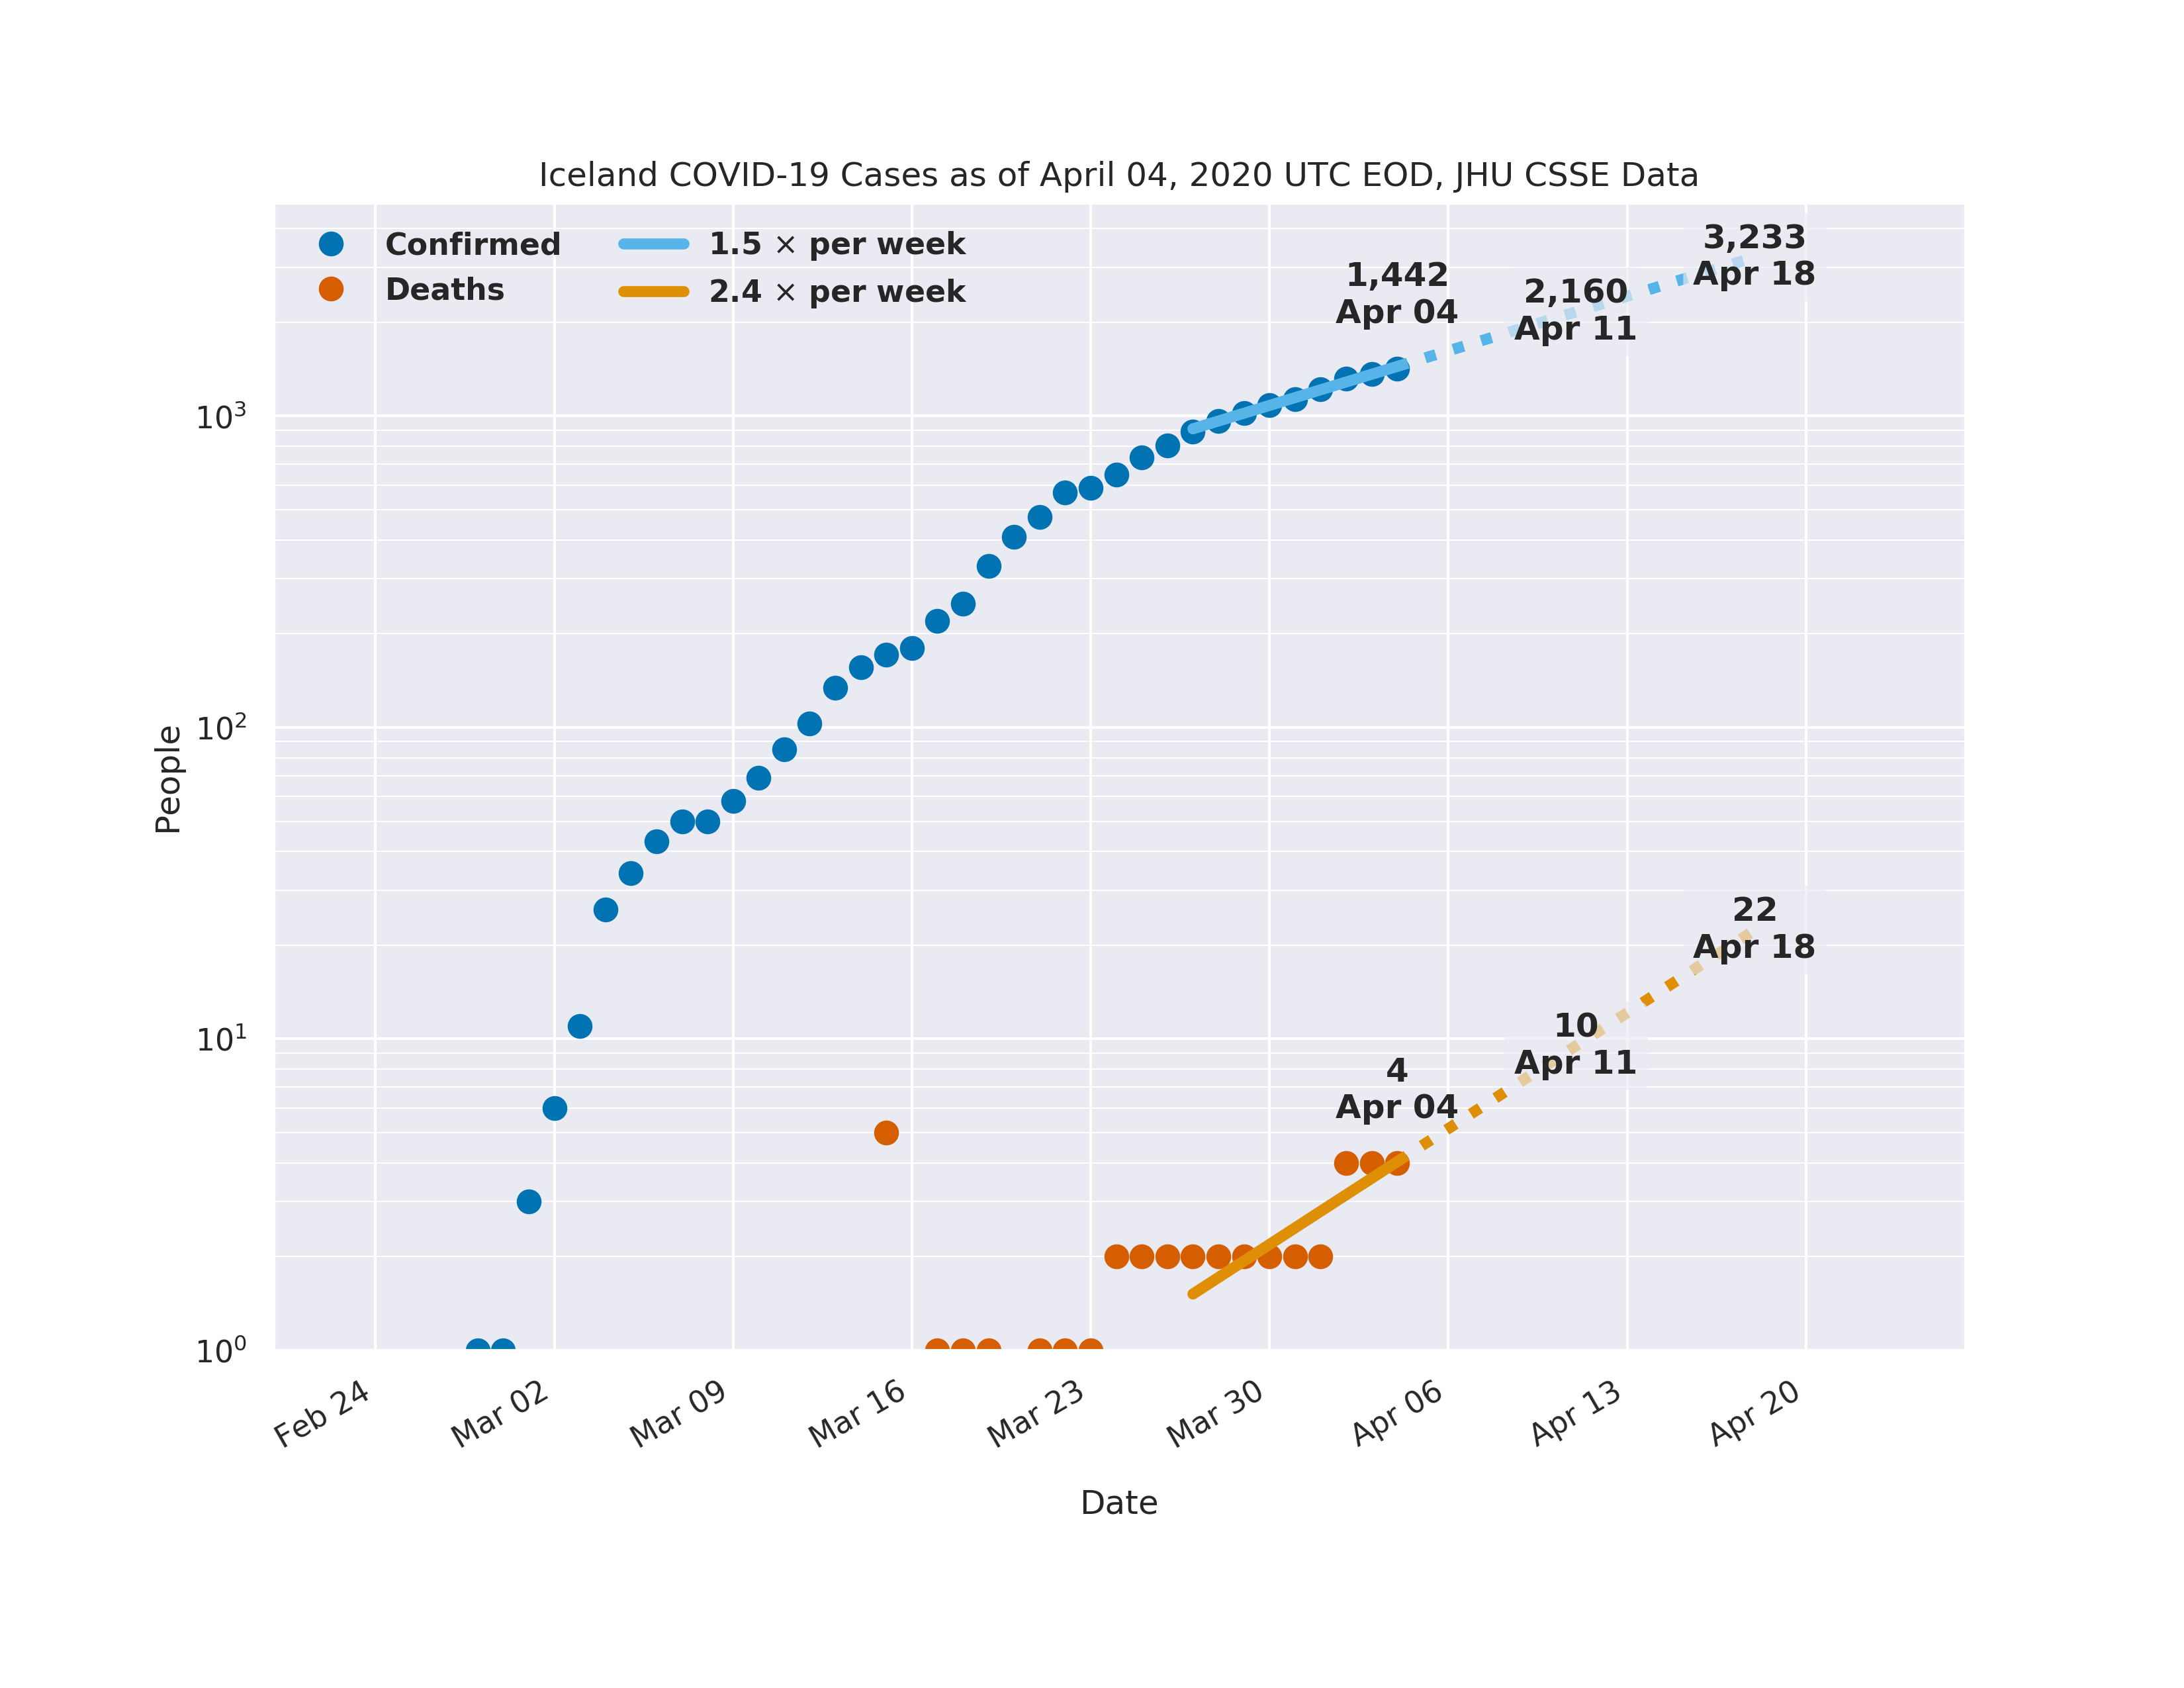 Iceland COVID-19 Cases as of April 04, 2020 UTC EOD, JHU CSSE Data
Confirmed
Deaths
1.5 × per week
2.4 × per week
1,442
Apr 04
2,160
Apr 11
3,233
Apr 18
4
Apr 04
10
Apr 11
22
Apr 18
People
10³
10²
10¹
10⁰
Feb 24
Mar 02
Mar 09
Mar 16
Mar 23
Mar 30
Apr 06
Apr 13
Apr 20
Date